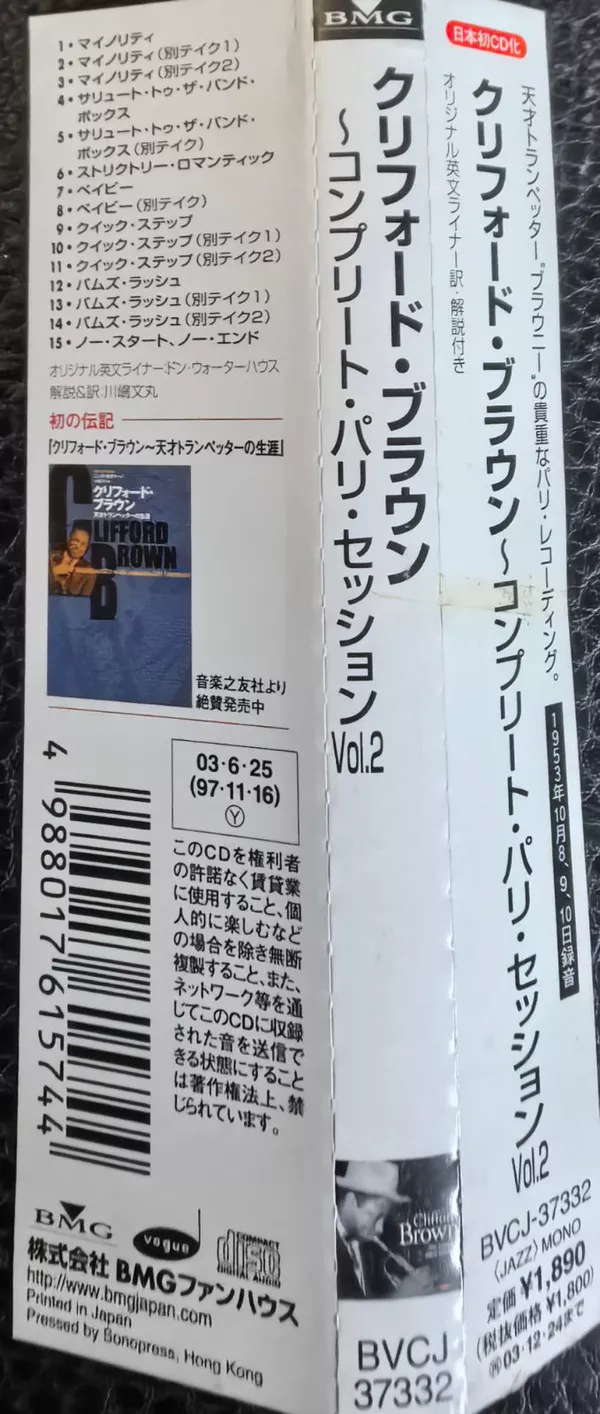 1・マイノリティ
2・マイノリティ(別テイク1)
3・マイノリティ(別テイク2)
4・サリュート・トゥ・ザ・バンド・
ボックス
5・サリュート・トゥ・ザ・バンド・
ボックス(別テイク)
6・ストリクトリー・ロマンティック
7・ベイビー
8・ベイビー(別テイク)
9・クイック・ステップ
10・クイック・ステップ(別テイク1)
11・クイック・ステップ(別テイク2)
12・バムズ・ラッシュ
13・バムズ・ラッシュ(別テイク1)
14・バムズ・ラッシュ(別テイク2)
15・ノー・スタート、ノー・エンド
オリジナル英文ライナー:ドン・ウォーターハウス
解説&訳:川嶋文丸
初の伝記
『クリフォード・ブラウン〜天才トランペッターの生涯』
クリフォード・
ブラウン
天才トランペッターの生涯
CLIFFORD
BROWN
音楽之友社より
絶賛発売中
03・6・25
(97・11・16)
Y
このCDを権利者
の許諾なく賃貸業
に使用すること、個
人的に楽しむなど
の場合を除き無断
複製すること、また、
ネットワーク等を通
じてこのCDに収録
された音を送信で
きる状態にすること
は著作権法上、禁
じられています。
4 988017 615744
BMG
vogue
COMPACT
disc
DIGITAL AUDIO
株式会社 BMGファンハウス
http://www.bmgjapan.com
Printed in Japan
Pressed by Sonopress, Hong Kong
BMG
クリフォード・ブラウン
〜コンプリート・パリ・セッション Vol.2
Clifford
Brown
BVCJ
37332
日本初CD化
天才トランペッター“ブラウニー”の貴重なパリ・レコーディング。
1953年10月8、9、10日録音
クリフォード・ブラウン〜コンプリート・パリ・セッション Vol.2
オリジナル英文ライナー訳・解説付き
BVCJ-37332
〈JAZZ〉MONO
定価 ¥1,890
(税抜価格 ¥1,800)
再 03・12・24まで